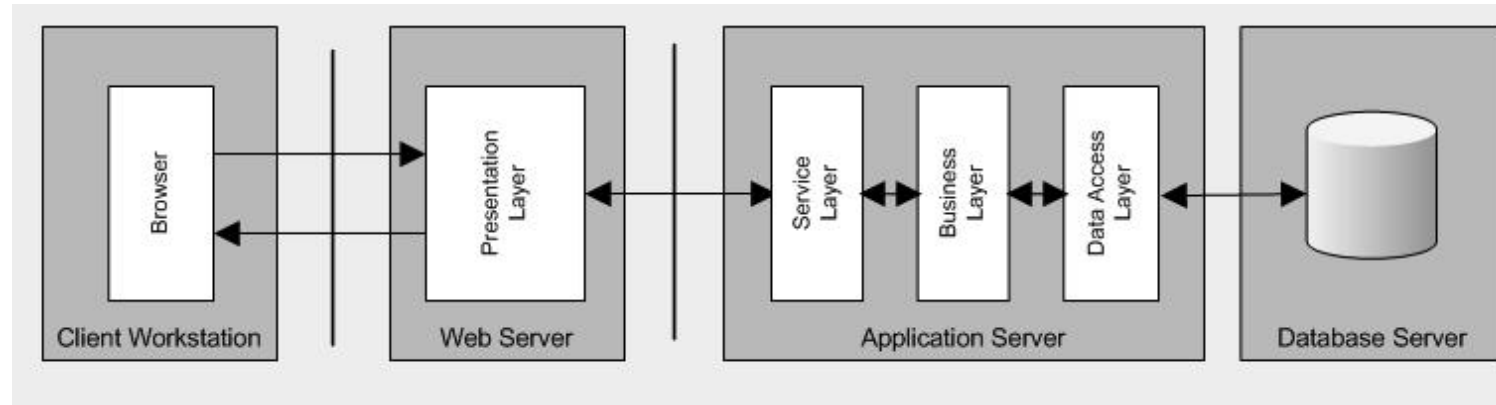 Browser
Client Workstation
Presentation
Layer
Web Server
Service
Layer
Business
Layer
Data Access
Layer
Application Server
Database Server